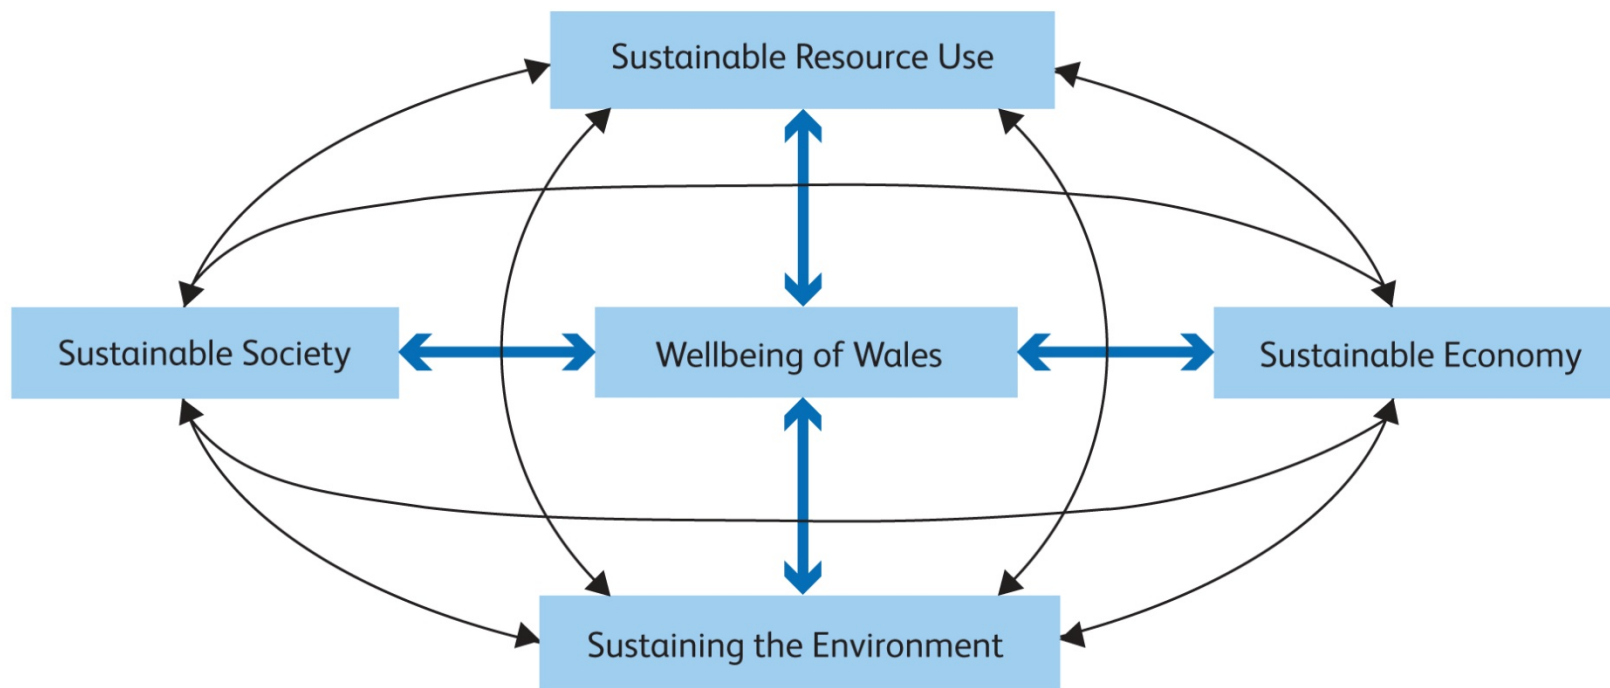 Sustainable Resource Use
Sustainable Society
Wellbeing of Wales
Sustainable Economy
Sustaining the Environment